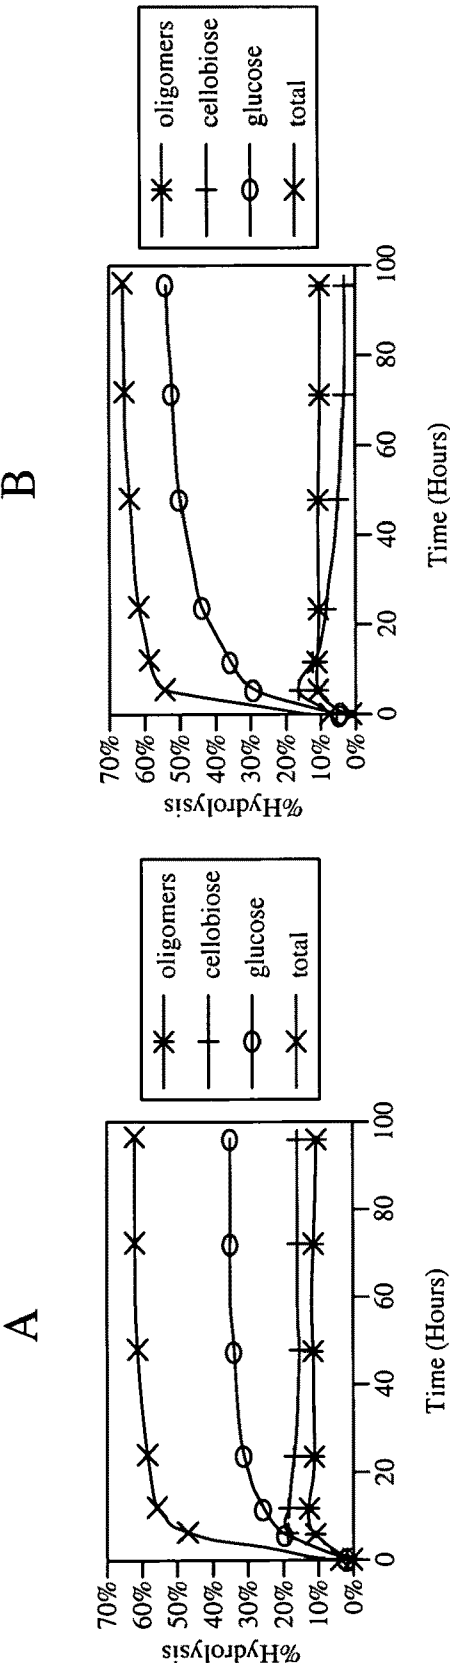 A
70%
60%
50%
40%
30%
20%
10%
0%
%Hydrolysis
0
20
40
60
80
100
Time (Hours)
oligomers
cellobiose
glucose
total
B
70%
60%
50%
40%
30%
20%
10%
0%
%Hydrolysis
0
20
40
60
80
100
Time (Hours)
oligomers
cellobiose
glucose
total